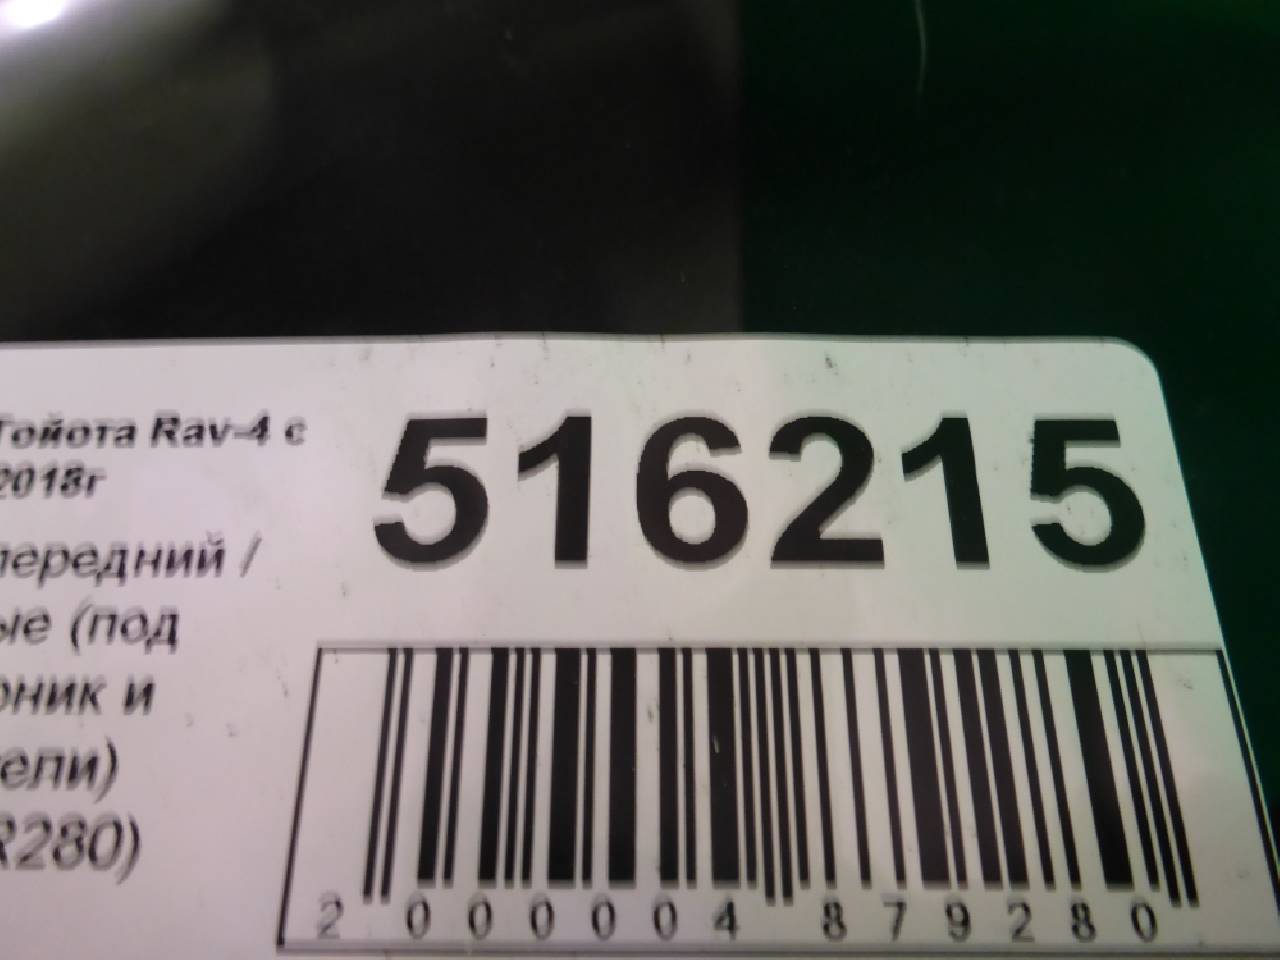 Тойота Rav-4 с
2018г
516215
передний /
ые (под
оник и
ели)
R280)
2 000004 879280